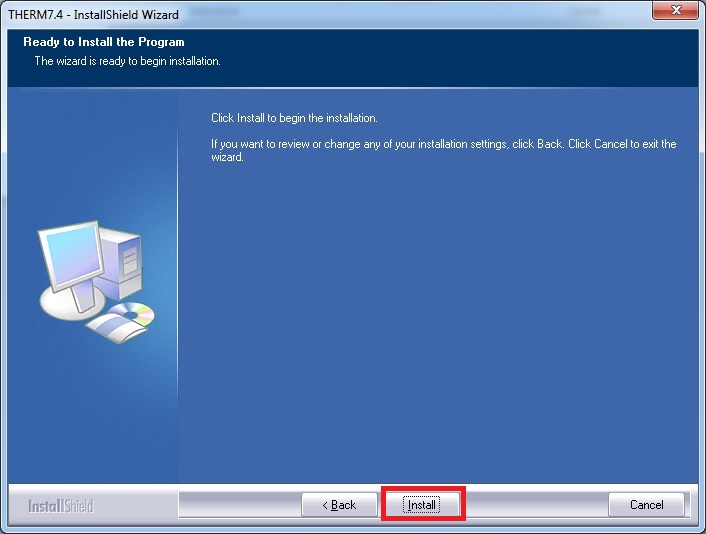 THERM7.4 - InstallShield Wizard
Ready to Install the Program
The wizard is ready to begin installation.
Click Install to begin the installation.
If you want to review or change any of your installation settings, click Back. Click Cancel to exit the
wizard.
InstallShield
< Back
Install
Cancel